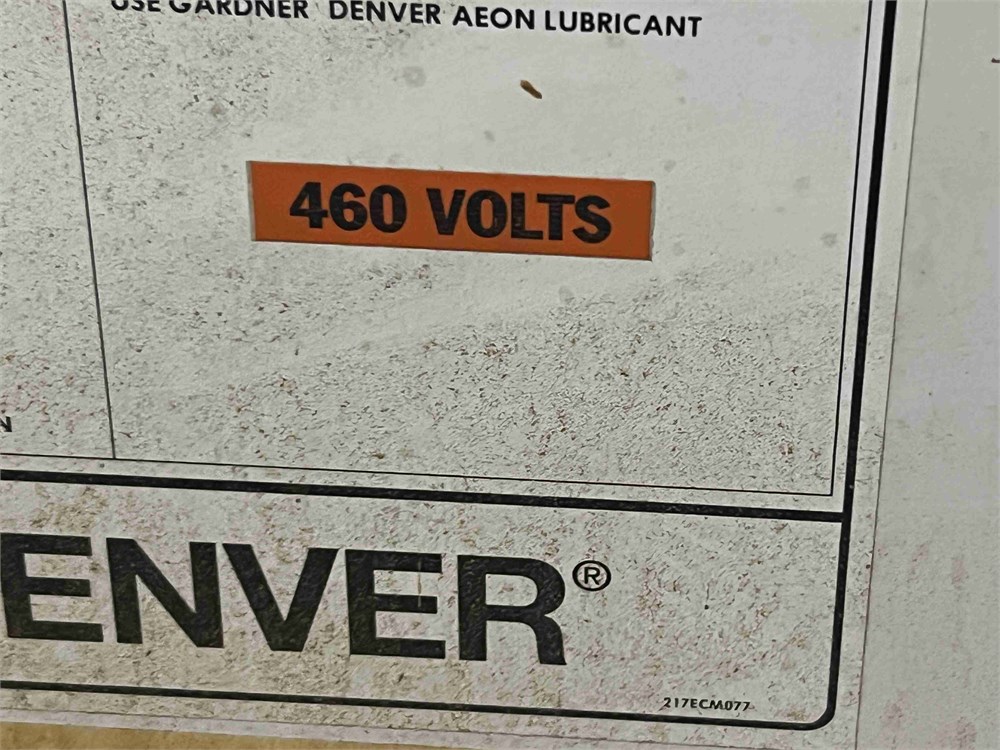 USE GARDNER DENVER AEON LUBRICANT
460 VOLTS
N
ENVER®
217ECM077